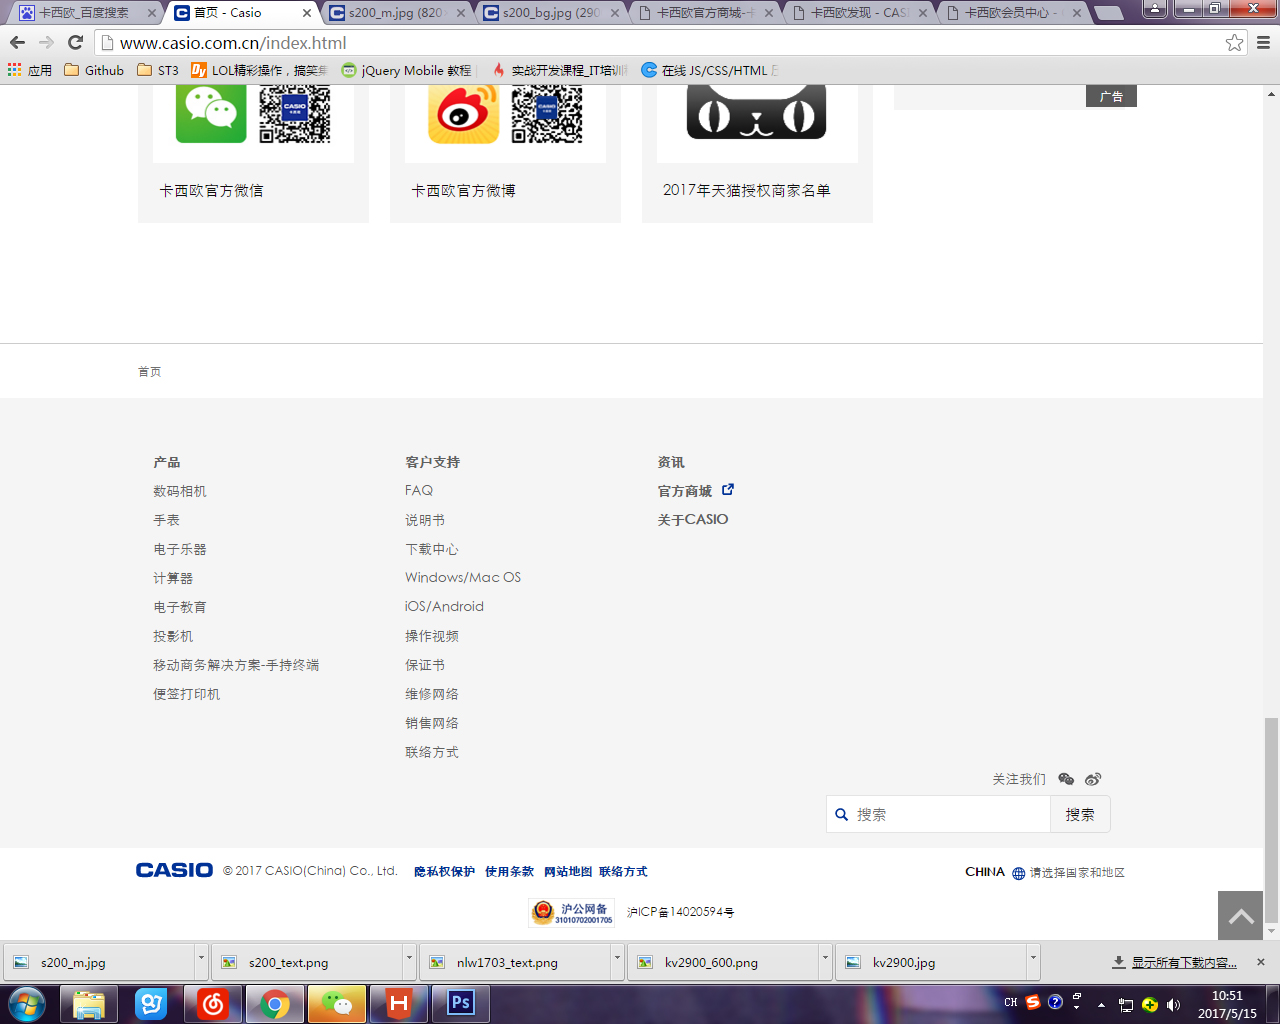 卡西欧_百度搜索
首页 - Casio
s200_m.jpg (820
s200_bg.jpg (290
卡西欧官方商城-卡
卡西欧发现 - CAS
卡西欧会员中心 -
www.casio.com.cn/index.html
应用
Github
ST3
LOL精彩操作，搞笑集
jQuery Mobile 教程
实战开发课程_IT培训
在线 JS/CSS/HTML
广告
CASIO
CASIO
卡西欧官方微信
卡西欧官方微博
2017年天猫授权商家名单
首页
产品
数码相机
手表
电子乐器
计算器
电子教育
投影机
移动商务解决方案-手持终端
便签打印机
客户支持
FAQ
说明书
下载中心
Windows/Mac OS
iOS/Android
操作视频
保证书
维修网络
销售网络
联络方式
资讯
官方商城
关于CASIO
关注我们
搜索
搜索
CASIO
© 2017 CASIO(China) Co., Ltd.
隐私权保护
使用条款
网站地图
联络方式
CHINA
请选择国家和地区
沪公网备
31010702001705
沪ICP备14020594号
s200_m.jpg
s200_text.png
nlw1703_text.png
kv2900_600.png
kv2900.jpg
显示所有下载内容...
Ps
CH
10:51
2017/5/15